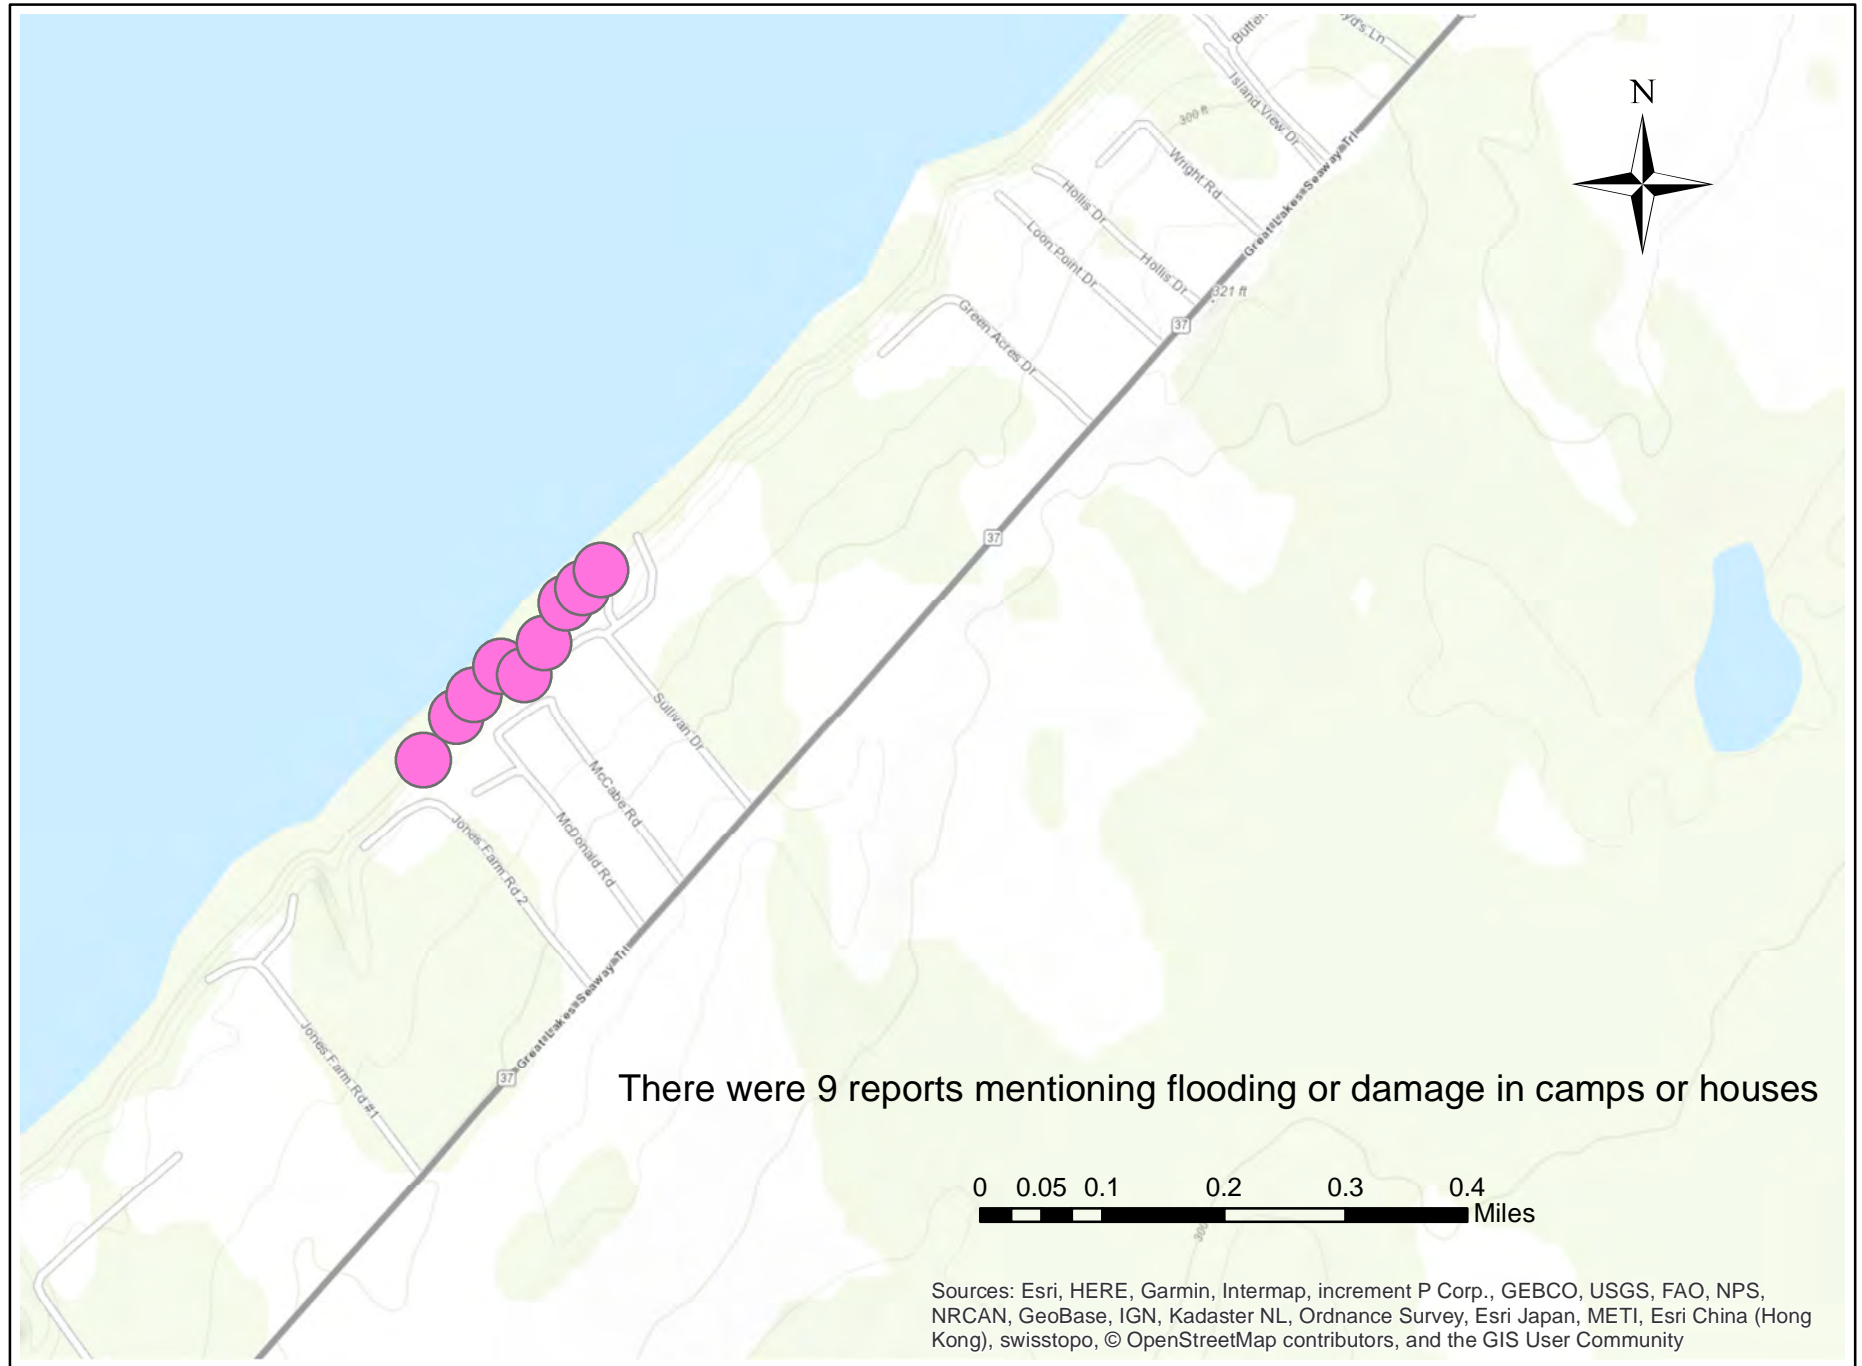 Butter
yd's Ln
Island View Dr
N
300 ft
Wright Rd
Great Lakes Seaway Trl
Hollis Dr
Loon Point Dr
Hollis Dr
321 ft
37
Green Acres Dr
37
Sullivan Dr
McCabe Rd
McDonald Rd
Jones Farm Rd 2
Great Lakes Seaway Trl
Jones Farm Rd #1
37
There were 9 reports mentioning flooding or damage in camps or houses
0 0.05 0.1 0.2 0.3 0.4
Miles
300
Sources: Esri, HERE, Garmin, Intermap, increment P Corp., GEBCO, USGS, FAO, NPS,
NRCAN, GeoBase, IGN, Kadaster NL, Ordnance Survey, Esri Japan, METI, Esri China (Hong
Kong), swisstopo, © OpenStreetMap contributors, and the GIS User Community